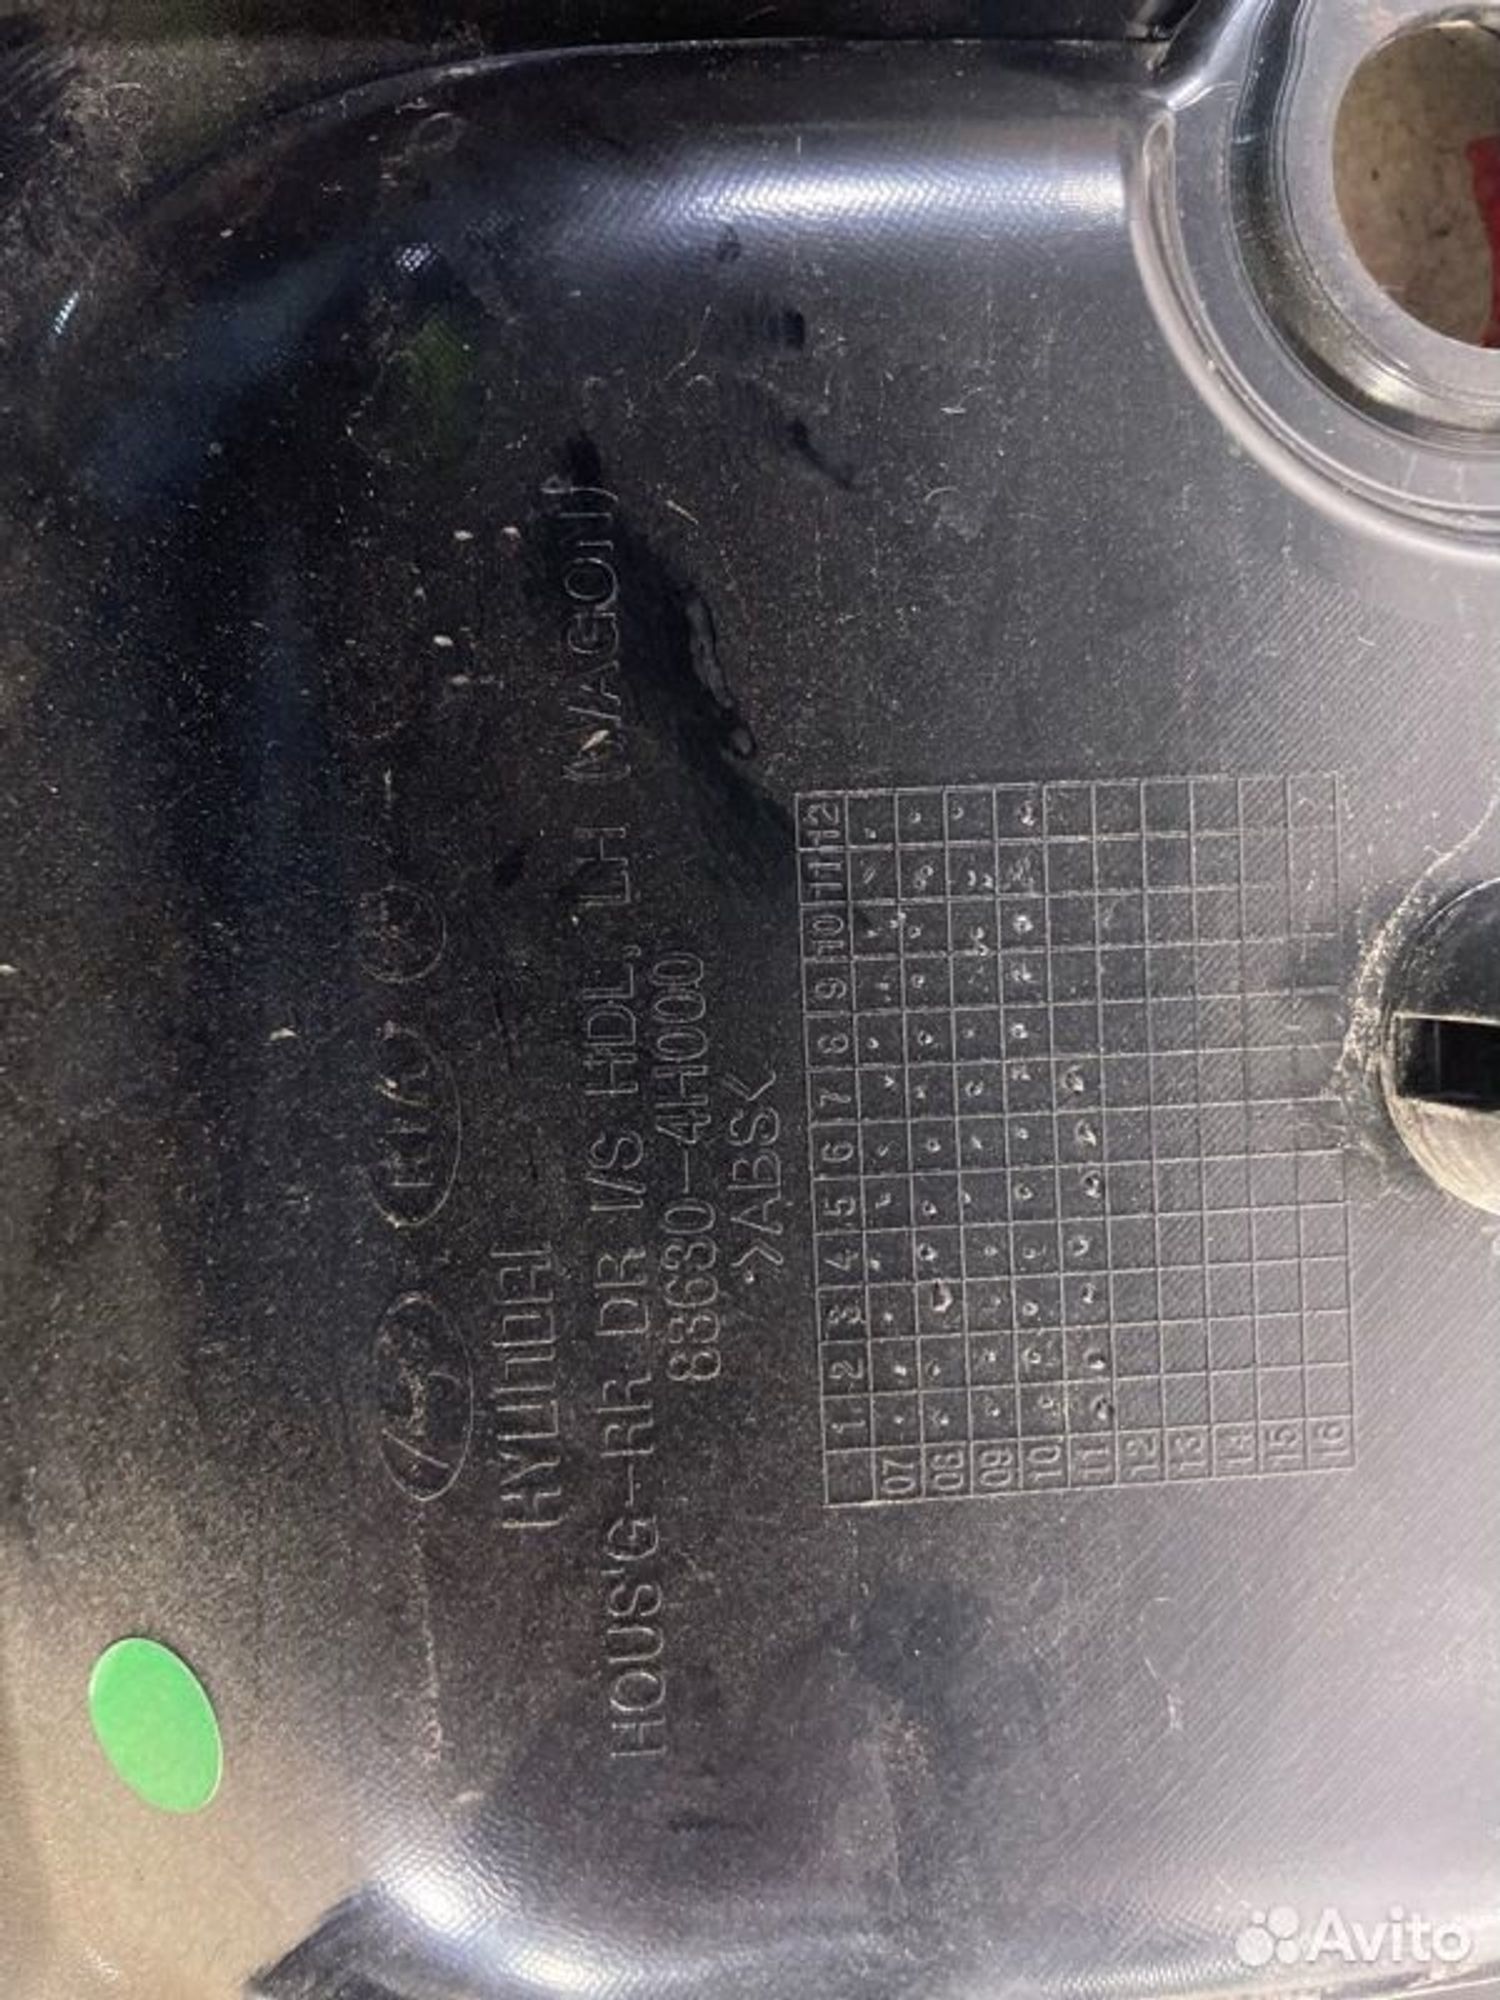 HYUNDAI KIA
HOUS'G-RR DR I/S HDL, LH (WAGON)
83630-4H000
>ABS<
1 2 3 4 5 6 7 8 9 10 11 12
07
08
09
10
11
12
13
14
15
16
Avito